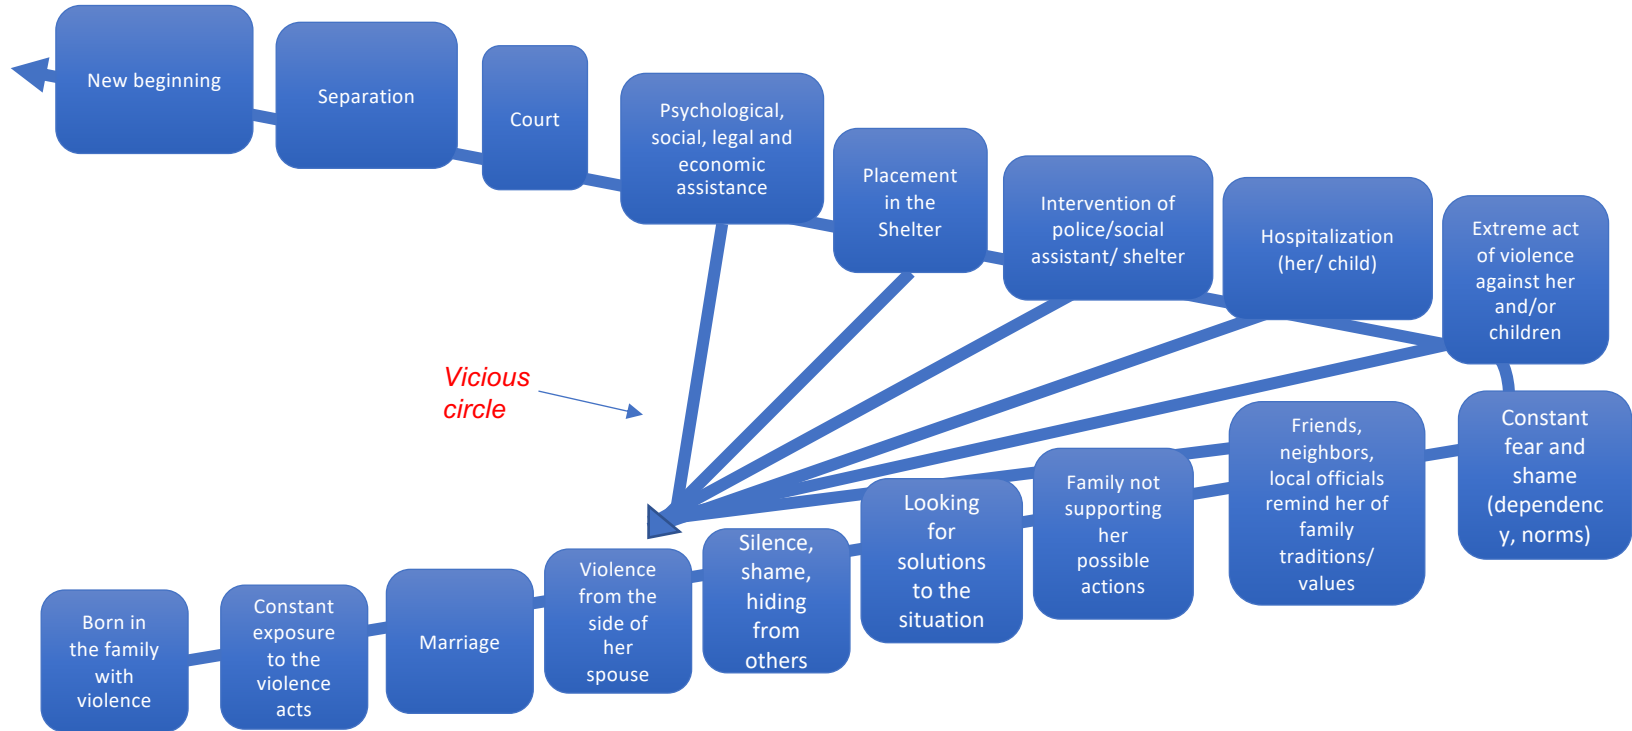 New beginning
Separation
Court
Psychological,
social, legal and
economic
assistance
Placement
in the
Shelter
Intervention of
police/social
assistant/ shelter
Hospitalization
(her/ child)
Extreme act
of violence
against her
and/or
children
Vicious
circle
Born in
the family
with
violence
Constant
exposure
to the
violence
acts
Marriage
Violence
from the
side of
her
spouse
Silence,
shame,
hiding
from
others
Looking
for
solutions
to the
situation
Family not
supporting
her
possible
actions
Friends,
neighbors,
local officials
remind her of
family
traditions/
values
Constant
fear and
shame
(dependenc
y, norms)